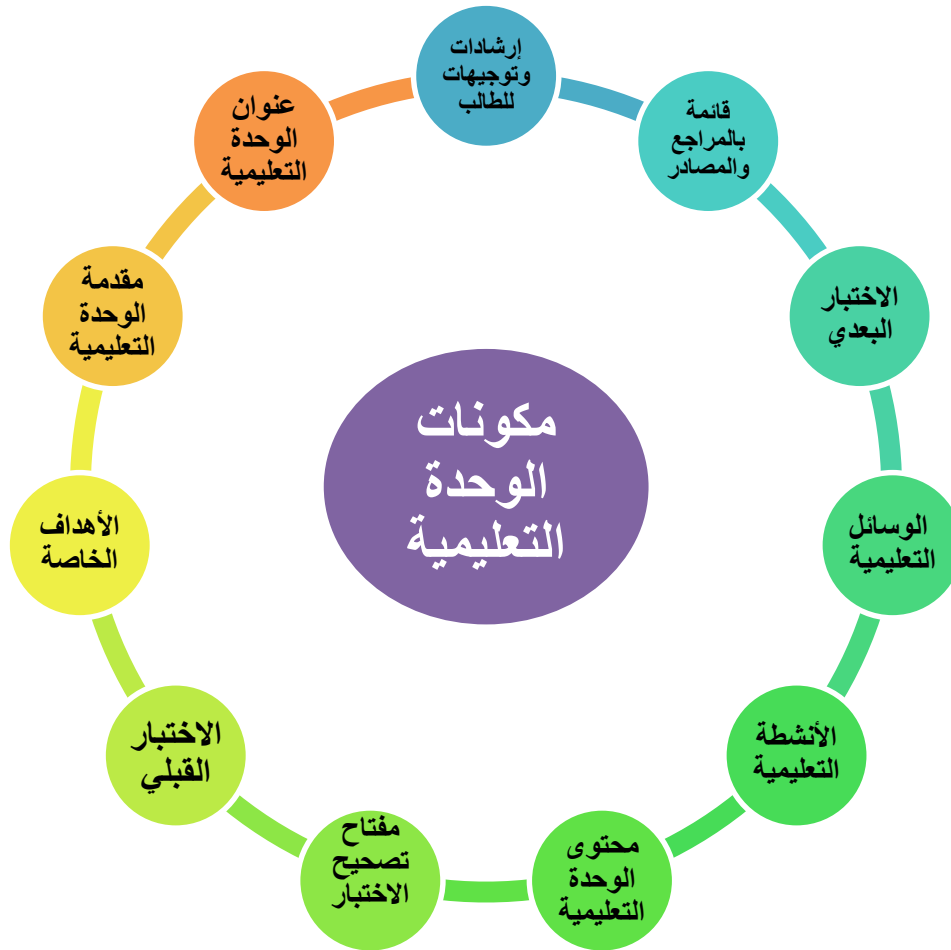 إرشادات
وتوجيهات
للطالب
عنوان
الوحدة
التعليمية
مقدمة
الوحدة
التعليمية
الأهداف
الخاصة
الاختبار
القبلي
مفتاح
تصحيح
الاختبار
محتوى
الوحدة
التعليمية
الأنشطة
التعليمية
الوسائل
التعليمية
الاختبار
البعدي
قائمة
بالمراجع
والمصادر
مكونات
الوحدة
التعليمية